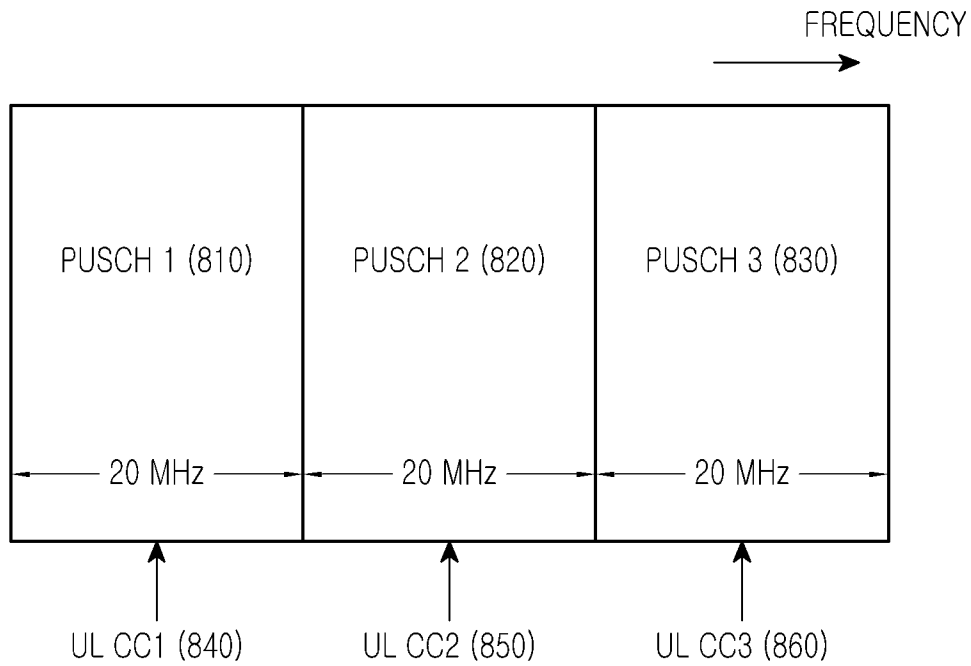 FREQUENCY
PUSCH 1 (810)
PUSCH 2 (820)
PUSCH 3 (830)
20 MHz
20 MHz
20 MHz
UL CC1 (840)
UL CC2 (850)
UL CC3 (860)